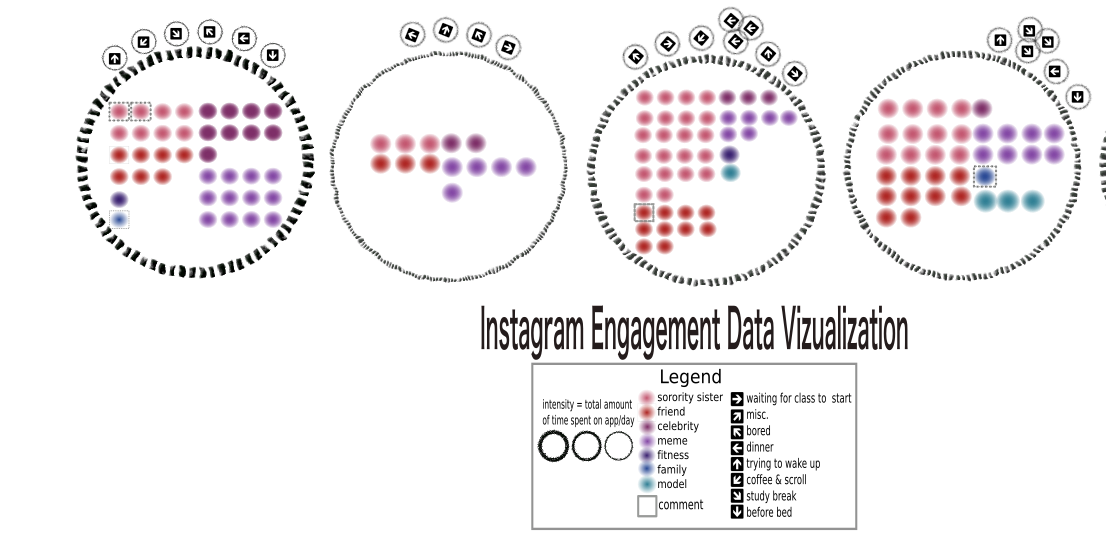 Instagram Engagement Data Vizualization
Legend
intensity = total amount
of time spent on app/day
sorority sister
friend
celebrity
meme
fitness
family
model
comment
waiting for class to start
misc.
bored
dinner
trying to wake up
coffee & scroll
study break
before bed